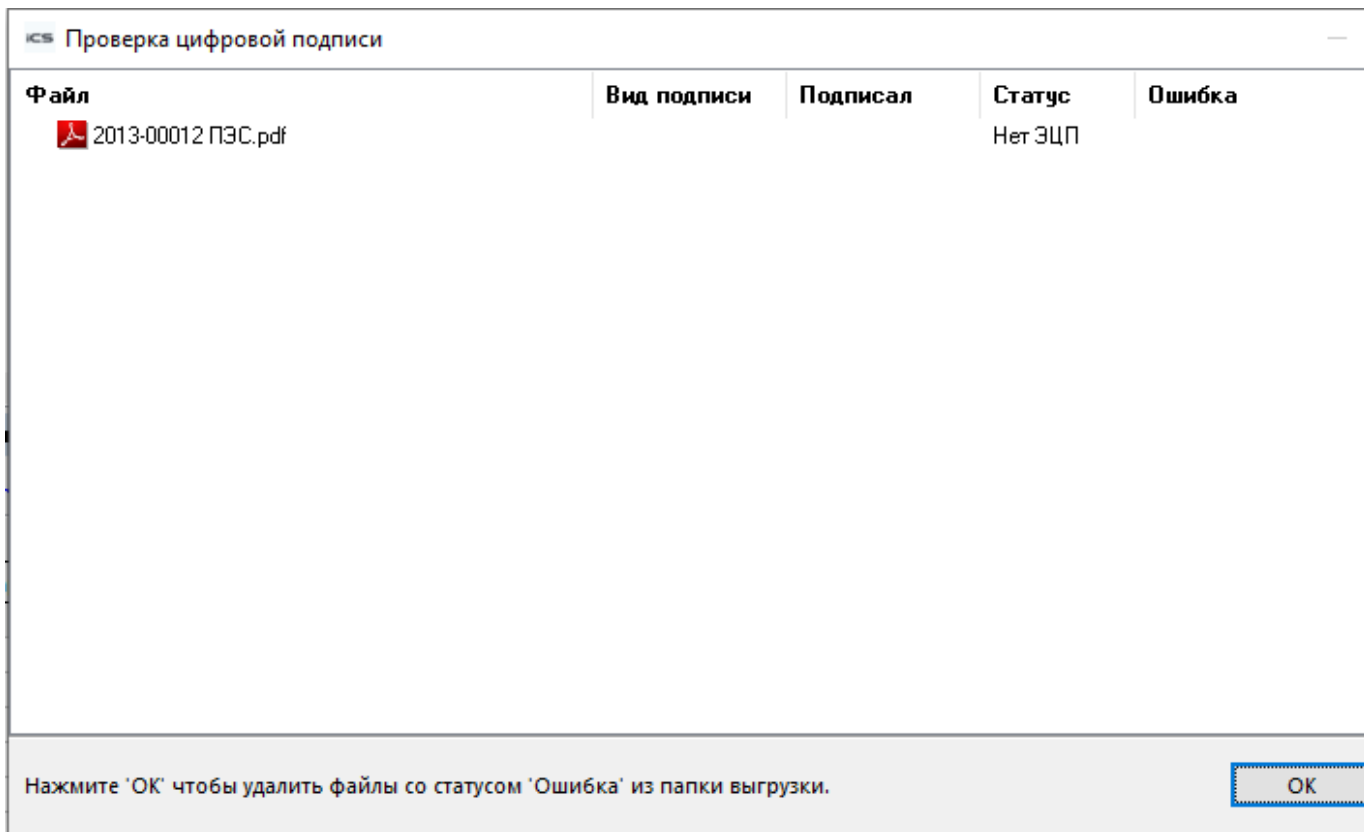 iCS Проверка цифровой подписи
Файл Вид подписи Подписал Статус Ошибка
2013-00012 ПЭС.pdf Нет ЭЦП
Нажмите 'ОК' чтобы удалить файлы со статусом 'Ошибка' из папки выгрузки. ОК